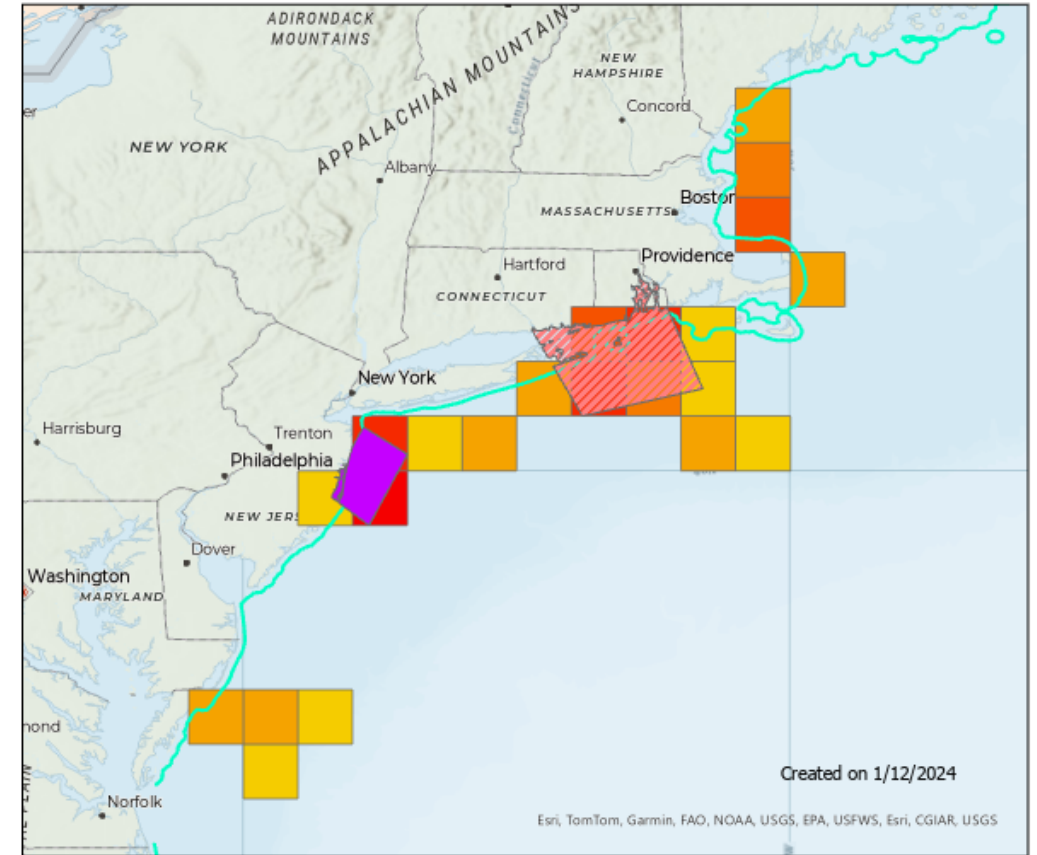 ADIRONDACK
MOUNTAINS
APPALACHIAN MOUNTAINS
Connecticut
NEW
HAMPSHIRE
Concord
er
NEW YORK
Albany
Boston
MASSACHUSETTS
Providence
Hartford
CONNECTICUT
New York
Harrisburg
Trenton
Philadelphia
NEW JERS
Dover
Washington
MARYLAND
mond
Created on 1/12/2024
Norfolk
Esri, TomTom, Garmin, FAO, NOAA, USGS, EPA, USFWS, Esri, CGIAR, USGS